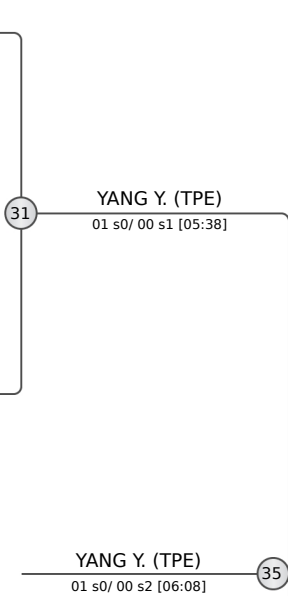 31
YANG Y. (TPE)
01 s0/ 00 s1 [05:38]
YANG Y. (TPE)
35
01 s0/ 00 s2 [06:08]